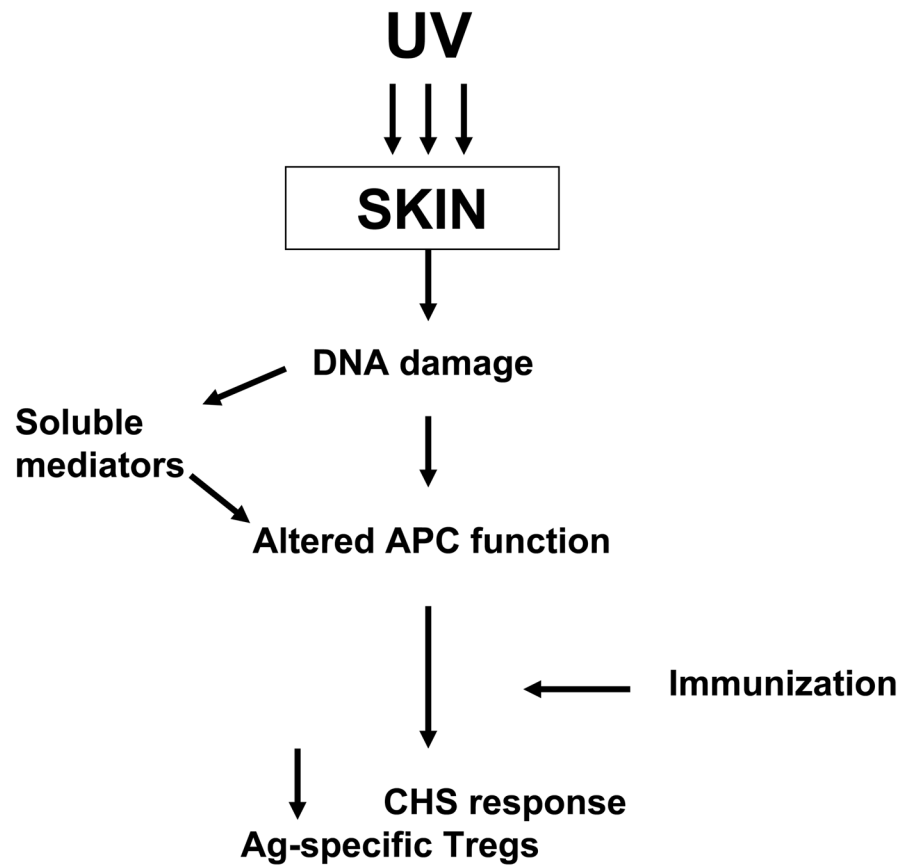 UV
SKIN
DNA damage
Soluble
mediators
Altered APC function
Immunization
CHS response
Ag-specific Tregs